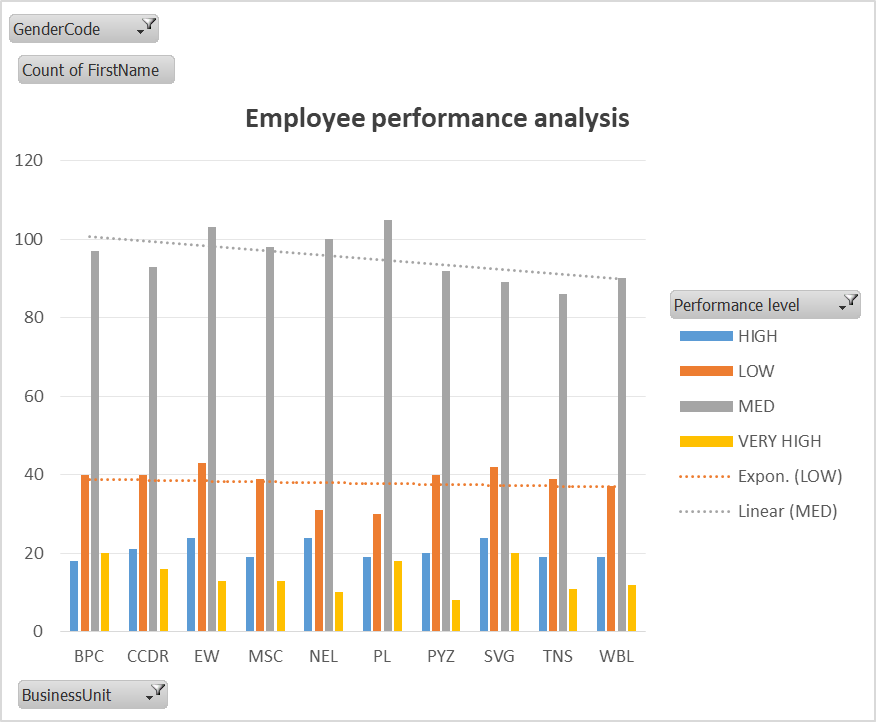 GenderCode
Count of FirstName
Employee performance analysis
120
100
80
60
40
20
0
BPC CCDR EW MSC NEL PL PYZ SVG TNS WBL
BusinessUnit
Performance level
HIGH
LOW
MED
VERY HIGH
Expon. (LOW)
Linear (MED)